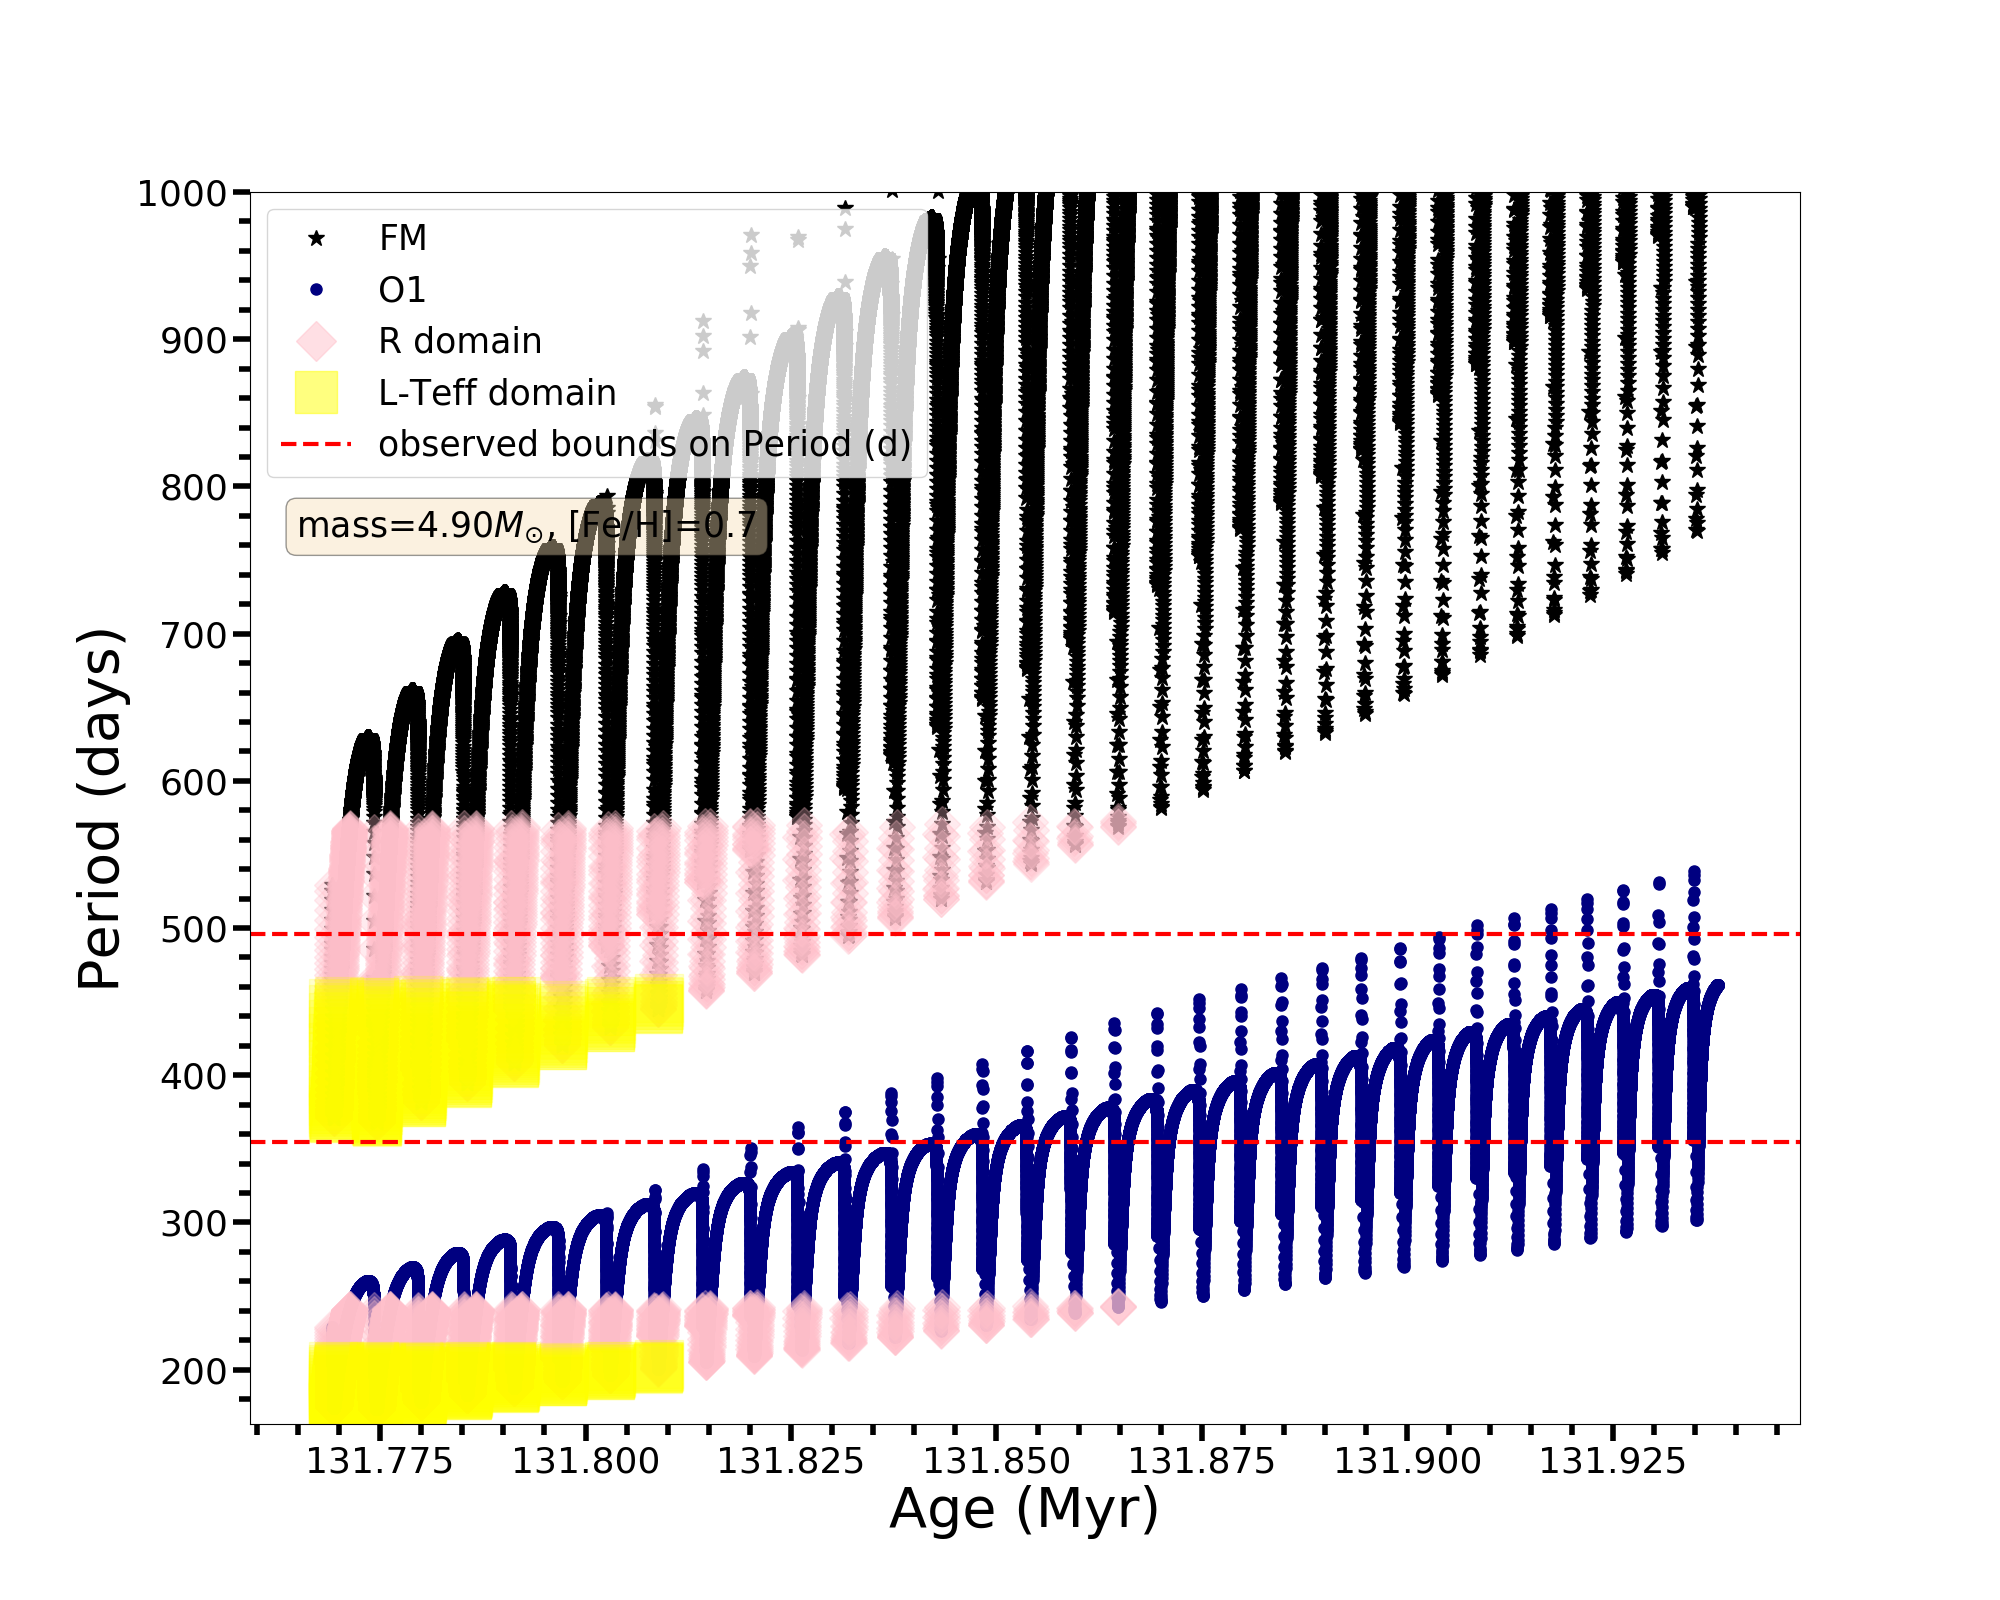 1000
900
800
700
600
500
400
300
200
Period (days)
FM
O1
R domain
L-Teff domain
observed bounds on Period (d)
mass=4.90M☉, [Fe/H]=0.7
131.775 131.800 131.825 131.850 131.875 131.900 131.925
Age (Myr)